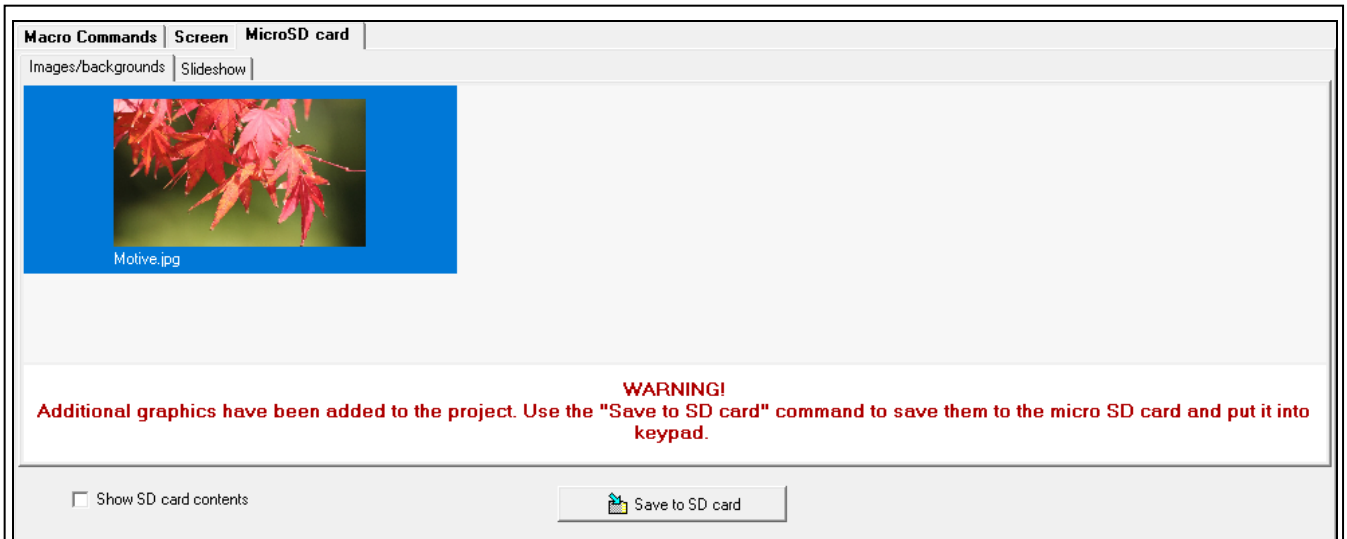 Macro Commands Screen MicroSD card
Images/backgrounds Slideshow
Motive.jpg
WARNING!
Additional graphics have been added to the project. Use the "Save to SD card" command to save them to the micro SD card and put it into
keypad.
Show SD card contents Save to SD card